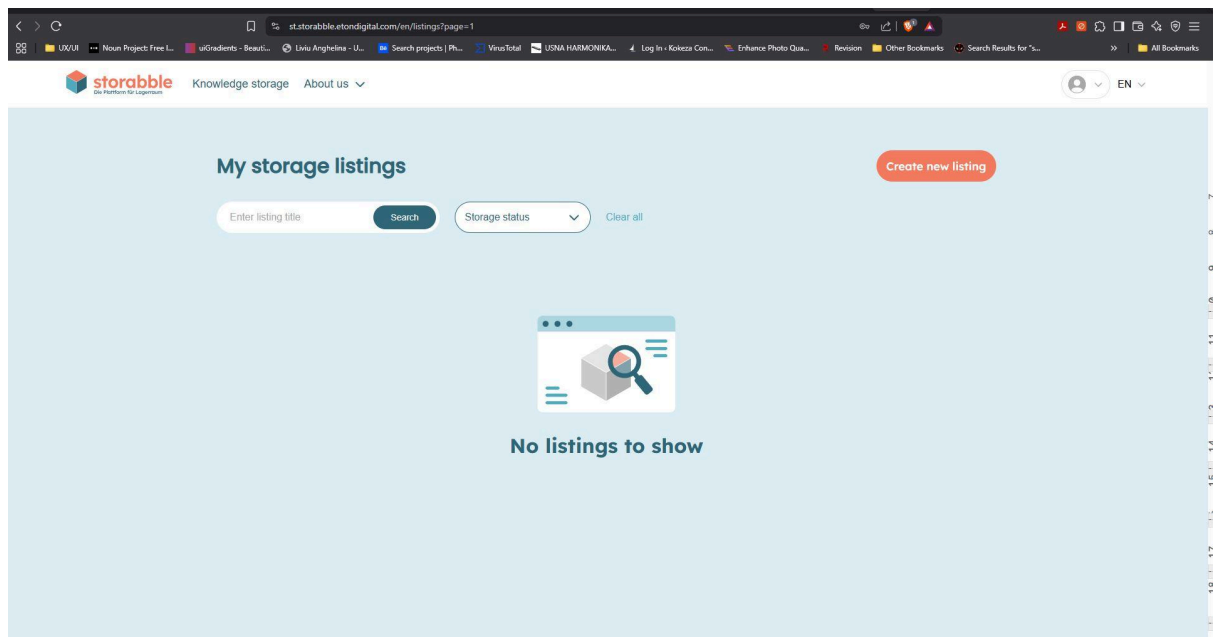 st.storabble.etondigital.com/en/listings?page=1
UX/UI Noun Project: Free I... uiGradients - Beauti... Liviu Anghelina - U... Search projects | Ph... VirusTotal USNA HARMONIKA... Log In ‹ Kokeza Con... Enhance Photo Qua... Revision Other Bookmarks Search Results for "s... » All Bookmarks
storabble Knowledge storage About us EN
Die Plattform für Lagerraum
My storage listings Create new listing
Enter listing title Search Storage status Clear all
No listings to show